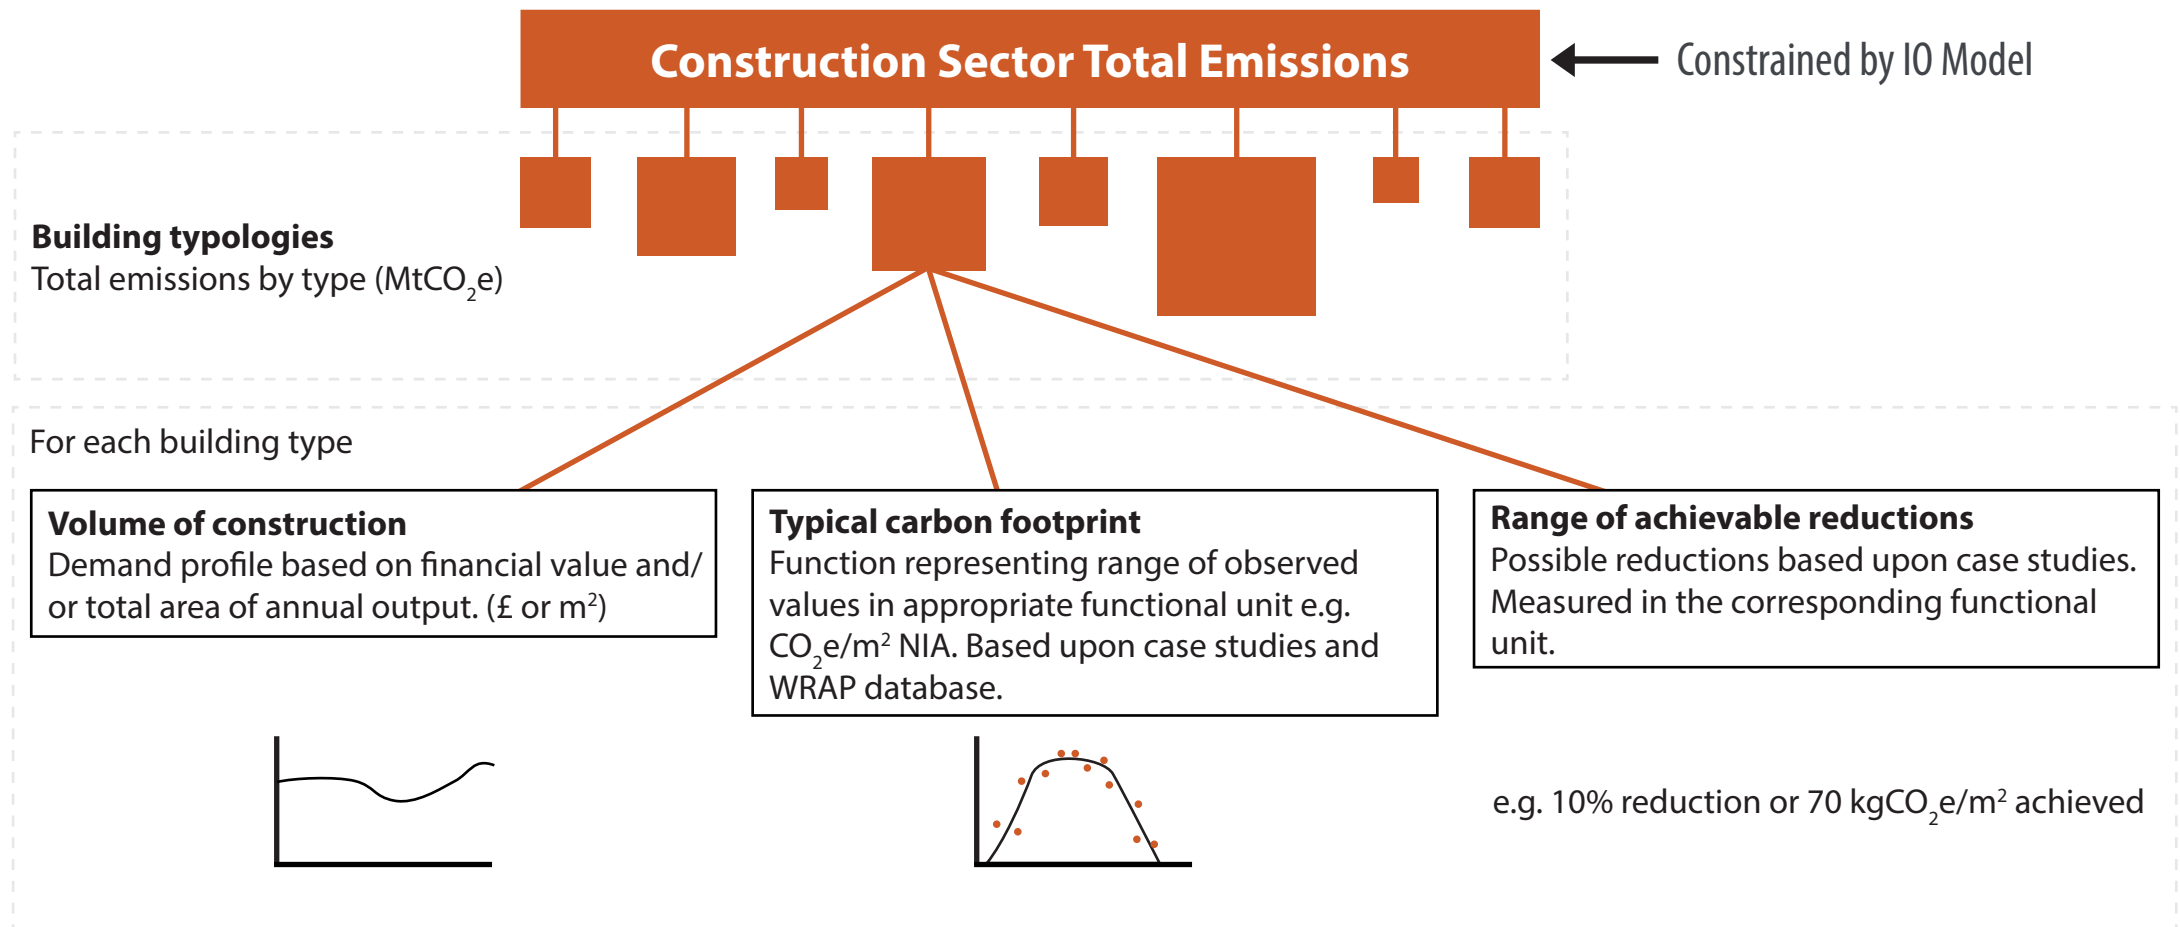 Construction Sector Total Emissions
Constrained by IO Model
Building typologies
Total emissions by type (MtCO₂e)
For each building type
Volume of construction
Demand profile based on financial value and/
or total area of annual output. (£ or m²)
Typical carbon footprint
Function representing range of observed
values in appropriate functional unit e.g.
CO₂e/m² NIA. Based upon case studies and
WRAP database.
Range of achievable reductions
Possible reductions based upon case studies.
Measured in the corresponding functional
unit.
e.g. 10% reduction or 70 kgCO₂e/m² achieved